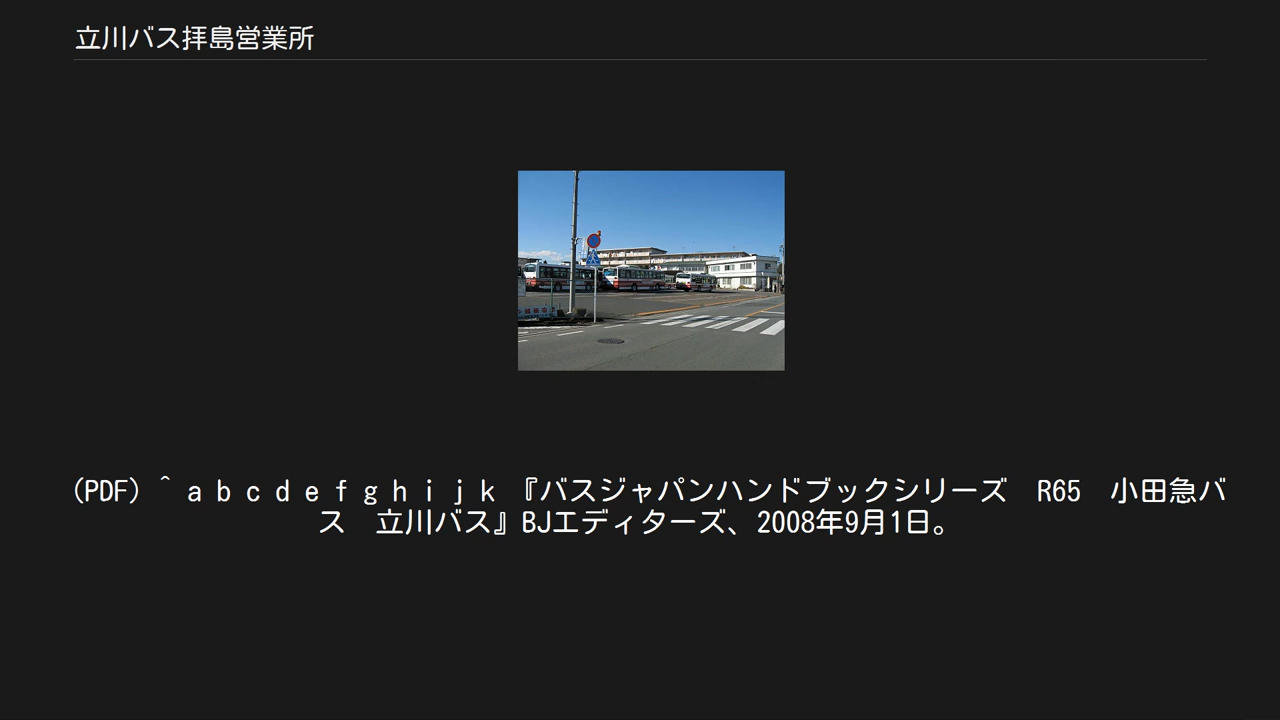 立川バス拝島営業所
(PDF) ^ a b c d e f g h i j k 『バスジャパンハンドブックシリーズ　R65　小田急バ
ス　立川バス』BJエディターズ、2008年9月1日。